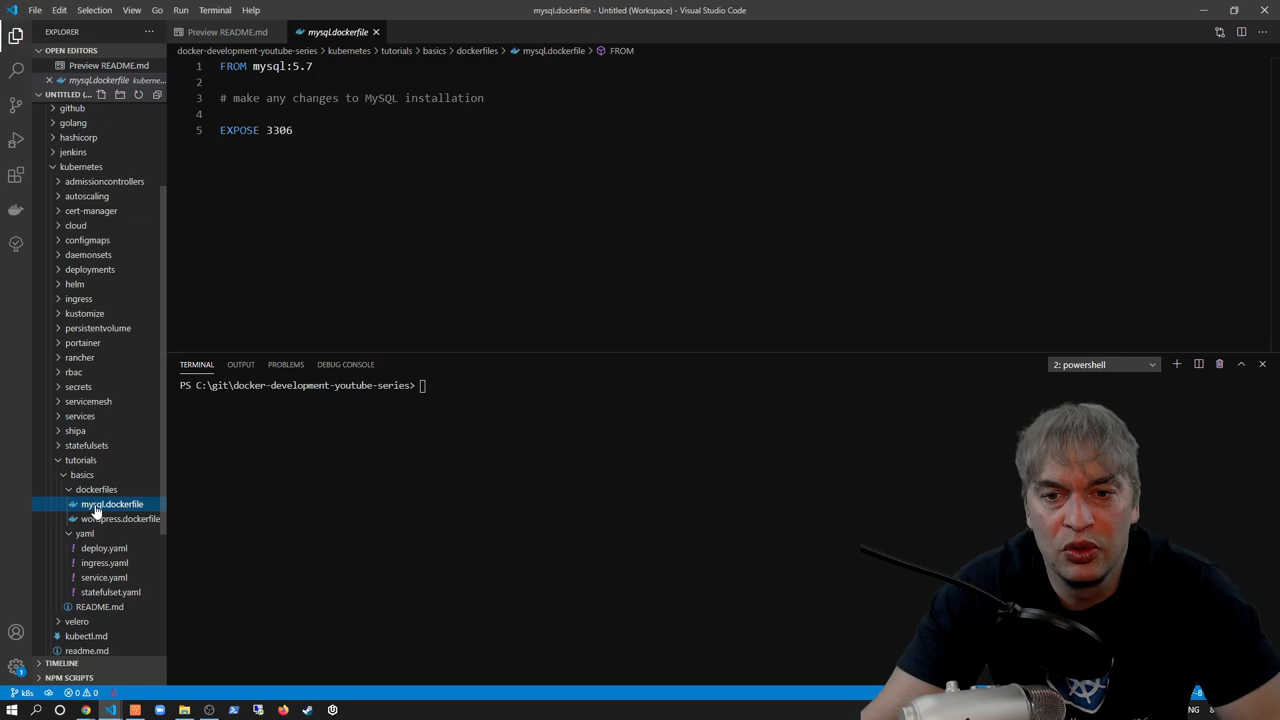 File Edit Selection View Go Run Terminal Help
mysql.dockerfile - Untitled (Workspace) - Visual Studio Code
EXPLORER
OPEN EDITORS
Preview README.md
mysql.dockerfile kuberne...
UNTITLED (...
github
golang
hashicorp
jenkins
kubernetes
admissioncontrollers
autoscaling
cert-manager
cloud
configmaps
daemonsets
deployments
helm
ingress
kustomize
persistentvolume
portainer
rancher
rbac
secrets
servicemesh
services
shipa
statefulsets
tutorials
basics
dockerfiles
mysql.dockerfile
wordpress.dockerfile
yaml
deploy.yaml
ingress.yaml
service.yaml
statefulset.yaml
README.md
velero
kubectl.md
readme.md
TIMELINE
NPM SCRIPTS
Preview README.md
mysql.dockerfile
docker-development-youtube-series > kubernetes > tutorials > basics > dockerfiles > mysql.dockerfile > FROM
1 FROM mysql:5.7
2
3 # make any changes to MySQL installation
4
5 EXPOSE 3306
TERMINAL OUTPUT PROBLEMS DEBUG CONSOLE
2: powershell
PS C:\git\docker-development-youtube-series>
1
k8s 0 0